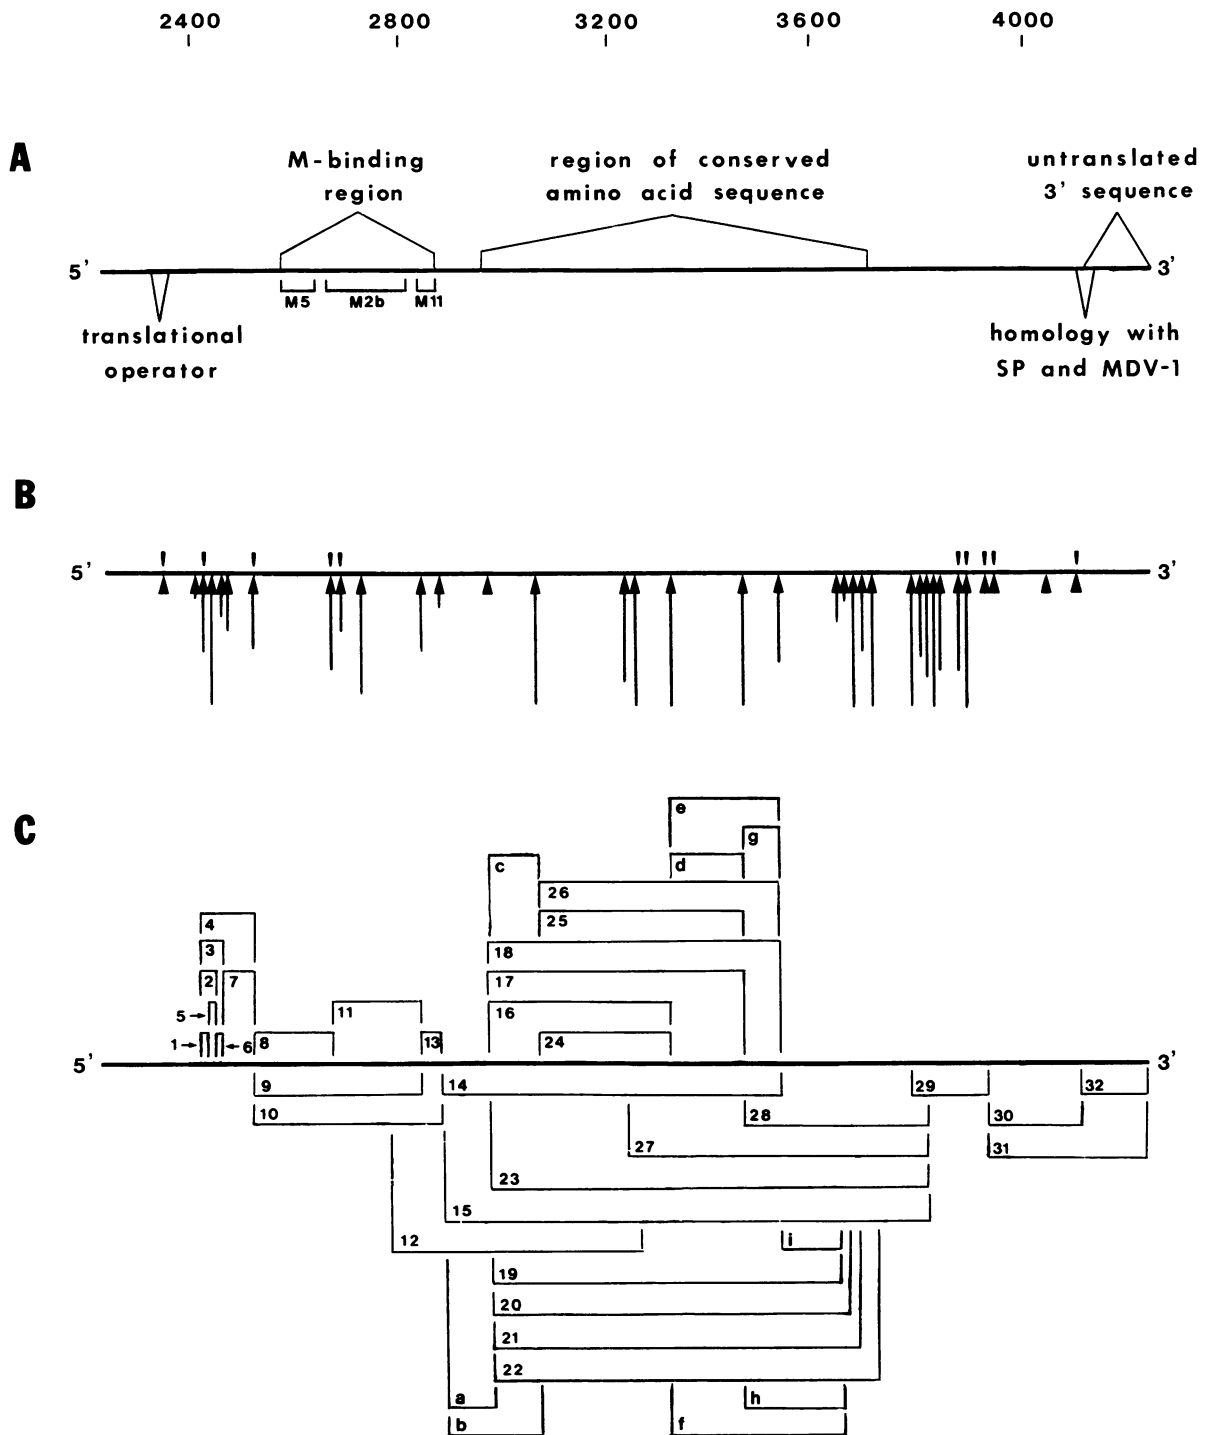 2400 2800 3200 3600 4000
A
M-binding region
region of conserved amino acid sequence
untranslated 3' sequence
5' 3'
M5 M2b M11
translational operator
homology with SP and MDV-1
B
! ! ! ! ! ! ! ! ! !
5' 3'
C
e
g
c d
26
4 25
3 18
2 7 17
5 11 16
1 6 8 13 24
5' 3'
9 14 29 32
10 28 30
27 31
23
15
12 i
19
20
21
22
a h
b f